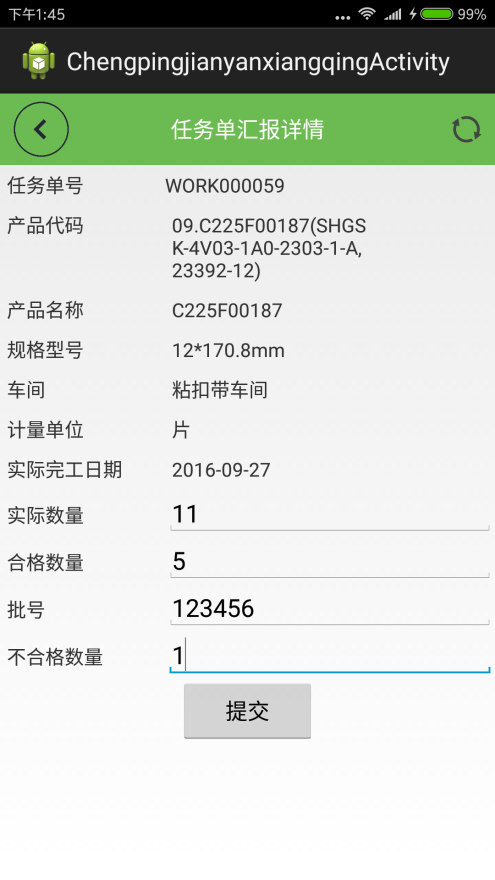 下午1:45 ... 99%
ChengpingjianyanxiangqingActivity
任务单汇报详情
任务单号 WORK000059
产品代码 09.C225F00187(SHGS
K-4V03-1A0-2303-1-A,
23392-12)
产品名称 C225F00187
规格型号 12*170.8mm
车间 粘扣带车间
计量单位 片
实际完工日期 2016-09-27
实际数量 11
合格数量 5
批号 123456
不合格数量 1
提交